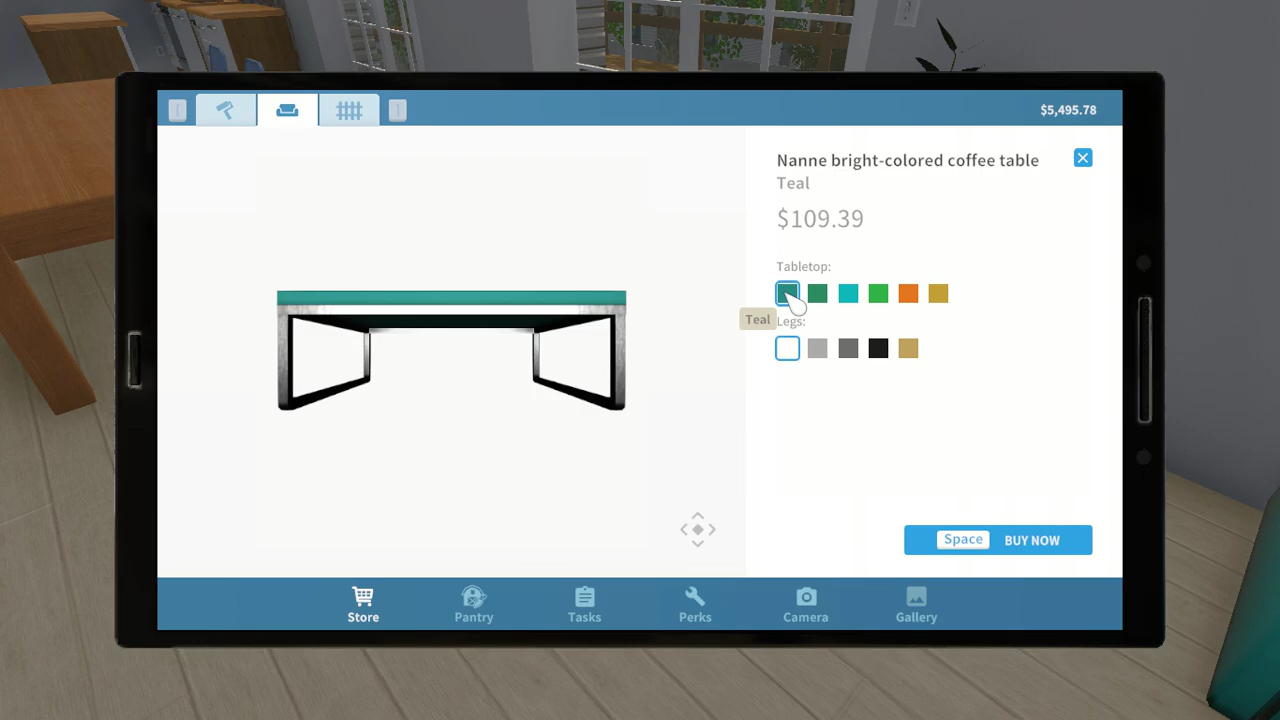 $5,495.78
Nanne bright-colored coffee table
Teal
$109.39
Tabletop:
Teal
Legs:
Space BUY NOW
Store Pantry Tasks Perks Camera Gallery